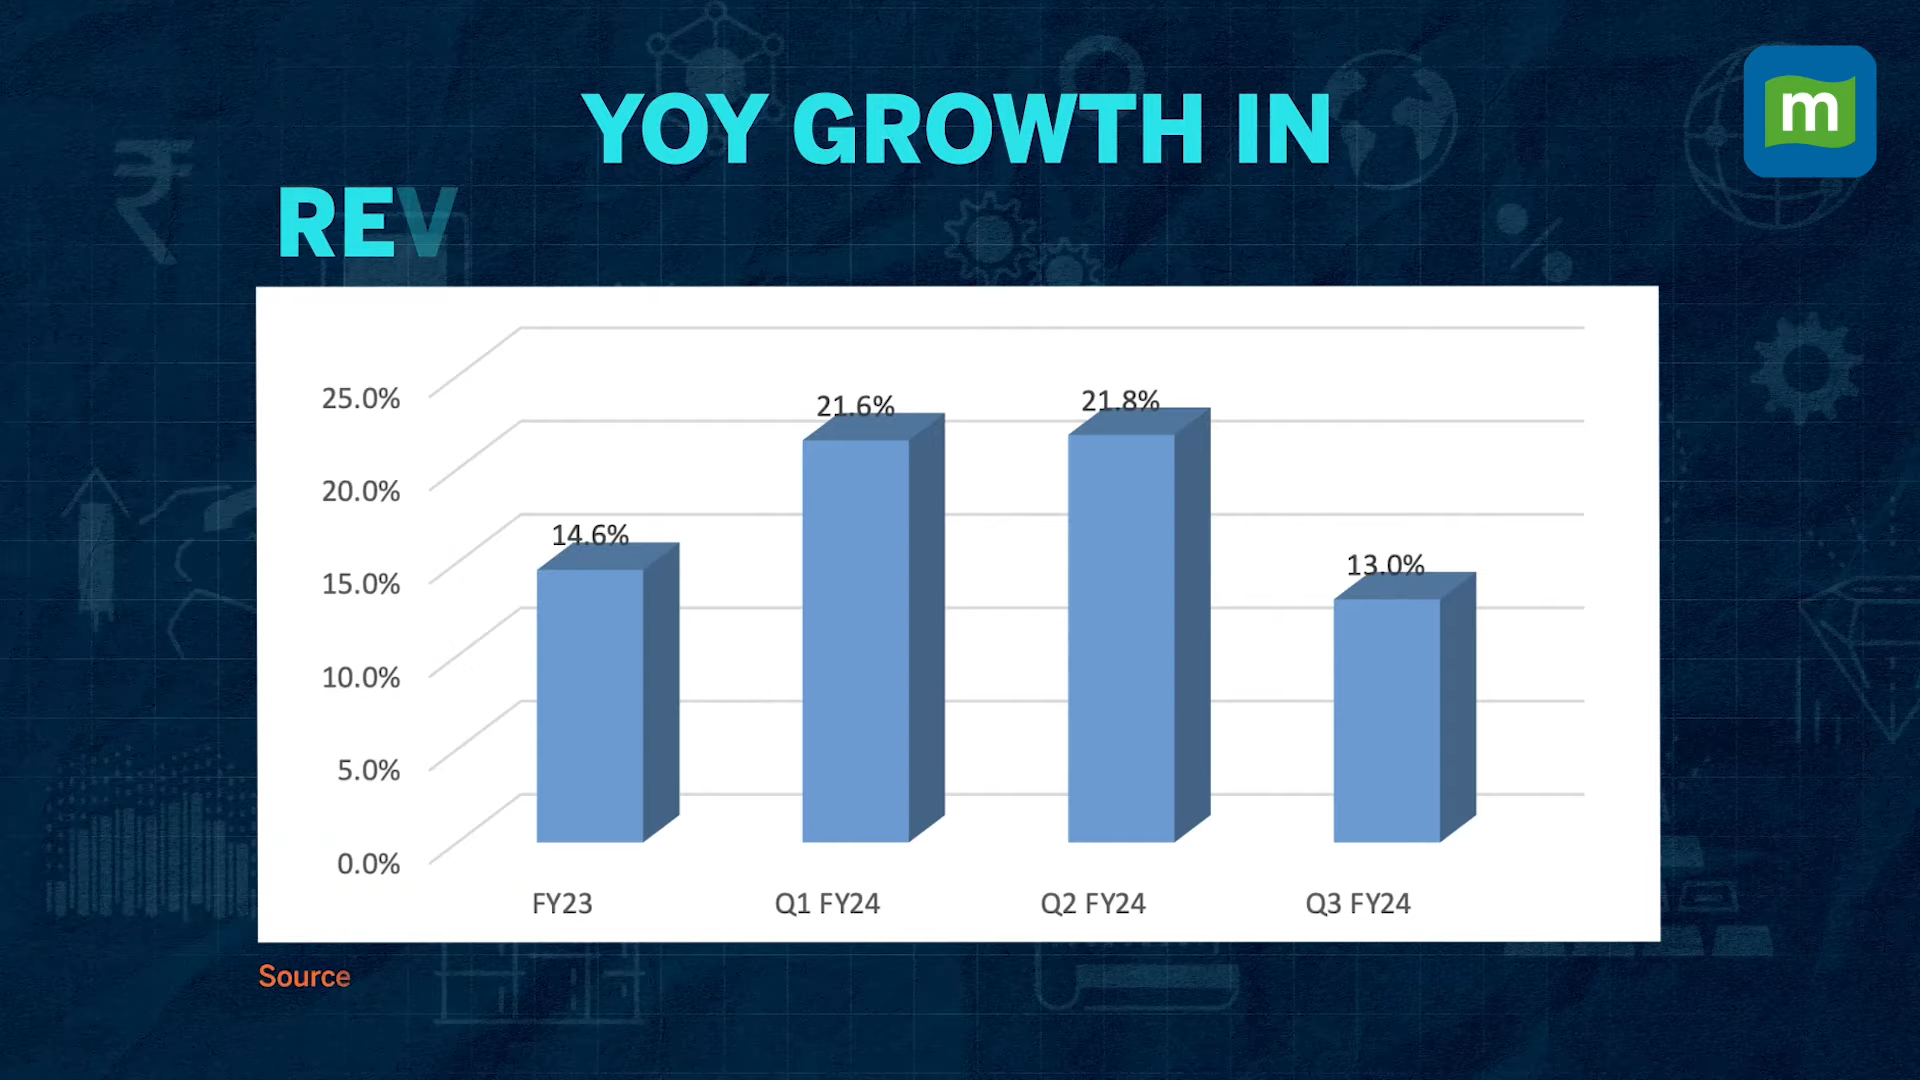 m
YOY GROWTH IN
REV
25.0%
20.0%
15.0%
10.0%
5.0%
0.0%
14.6%
21.6%
21.8%
13.0%
FY23
Q1 FY24
Q2 FY24
Q3 FY24
Source